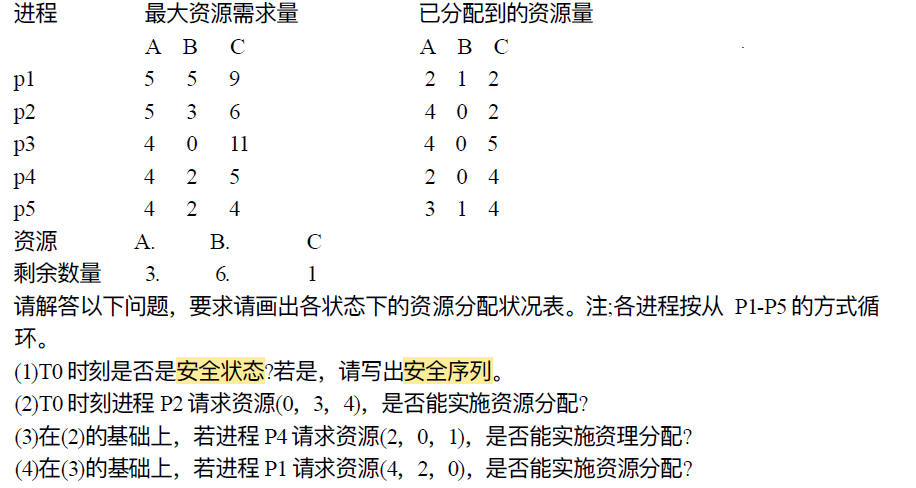 进程 最大资源需求量 已分配到的资源量
A B C A B C
p1 5 5 9 2 1 2
p2 5 3 6 4 0 2
p3 4 0 11 4 0 5
p4 4 2 5 2 0 4
p5 4 2 4 3 1 4
资源 A. B. C
剩余数量 3. 6. 1
请解答以下问题，要求请画出各状态下的资源分配状况表。注;各进程按从 P1-P5 的方式循
环。
(1)T0 时刻是否是安全状态?若是，请写出安全序列。
(2)T0 时刻进程 P2 请求资源(0，3，4)，是否能实施资源分配?
(3)在(2)的基础上，若进程 P4 请求资源(2，0，1)，是否能实施资理分配?
(4)在(3)的基础上，若进程 P1 请求资源(4，2，0)，是否能实施资源分配?